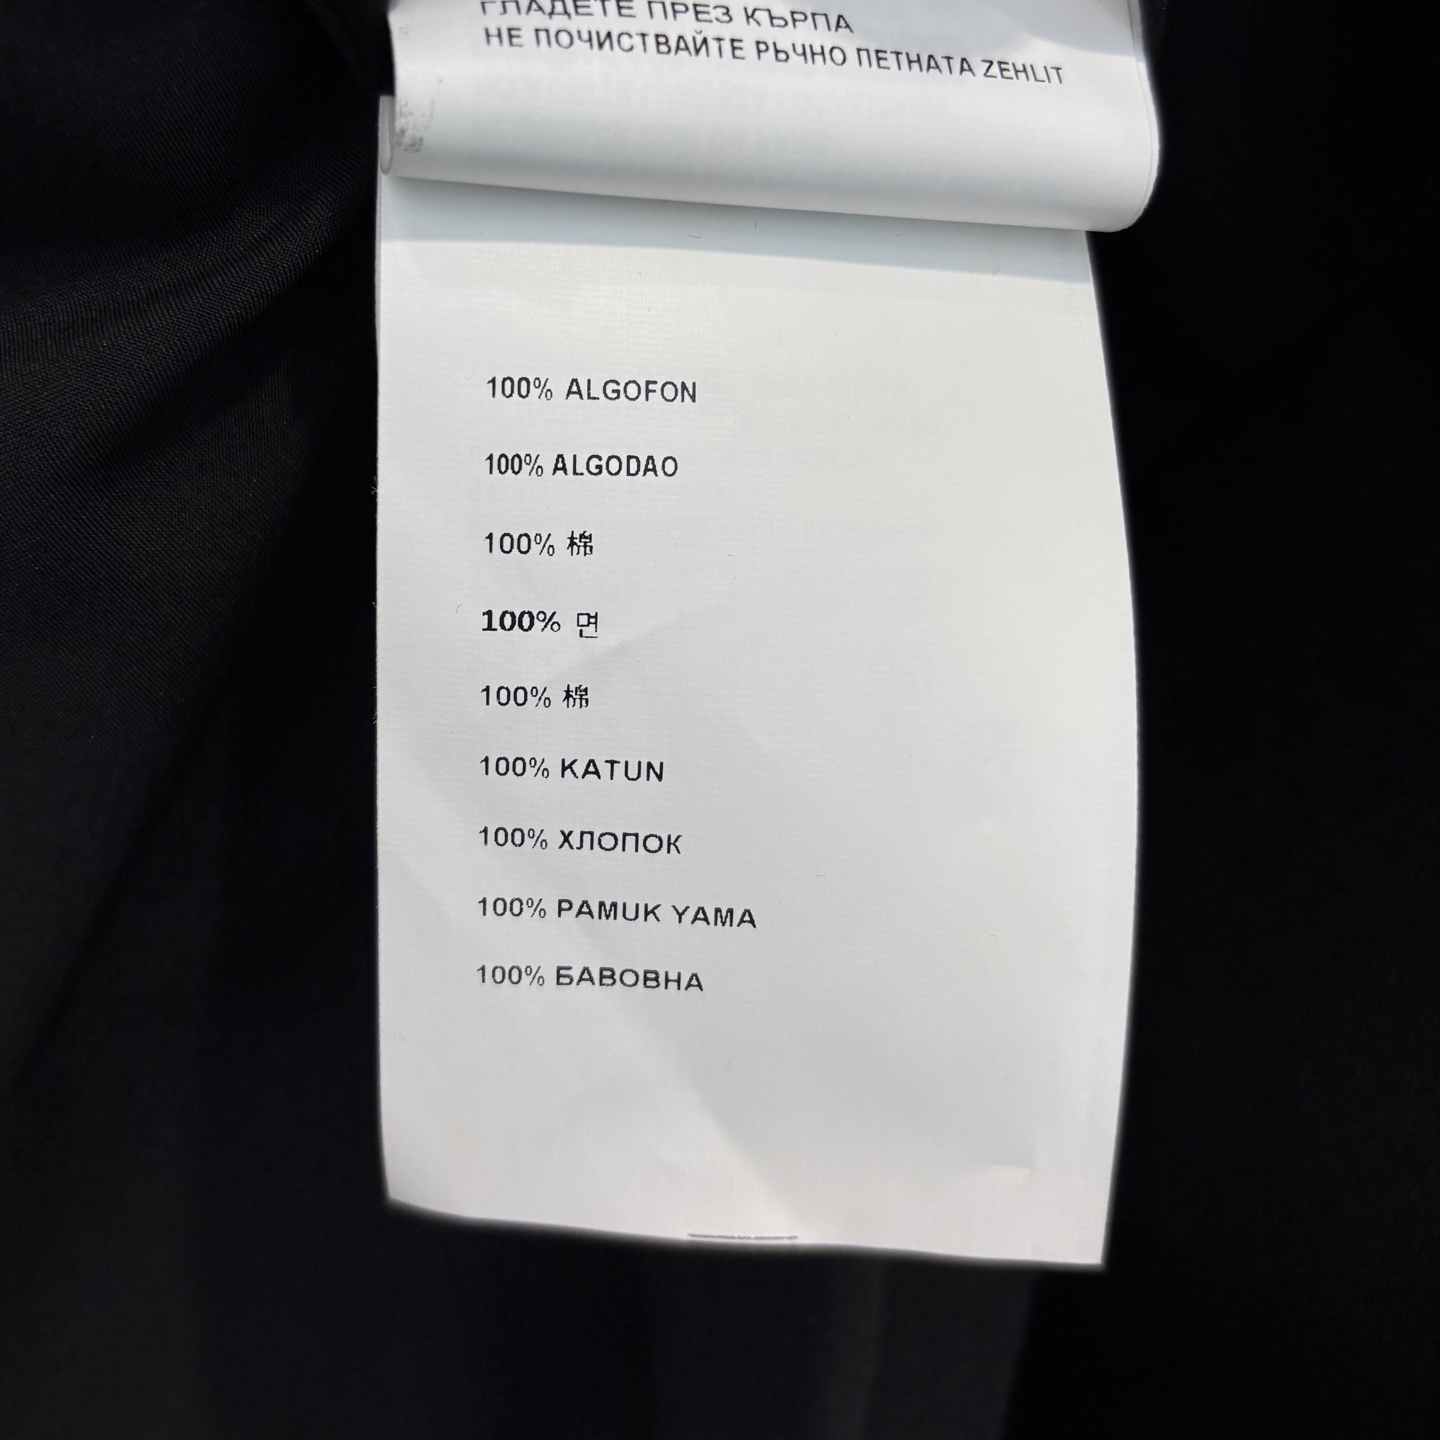 ГЛАДЕТЕ ПРЕЗ КЪРПА
НЕ ПОЧИСТВАЙТЕ РЬЧНО ПЕТНАТА ZEHLIT
100% ALGOFON
100% ALGODAO
100% 棉
100% 면
100% 棉
100% KATUN
100% ХЛОПОК
100% PAMUK YAMA
100% БАВОВНА